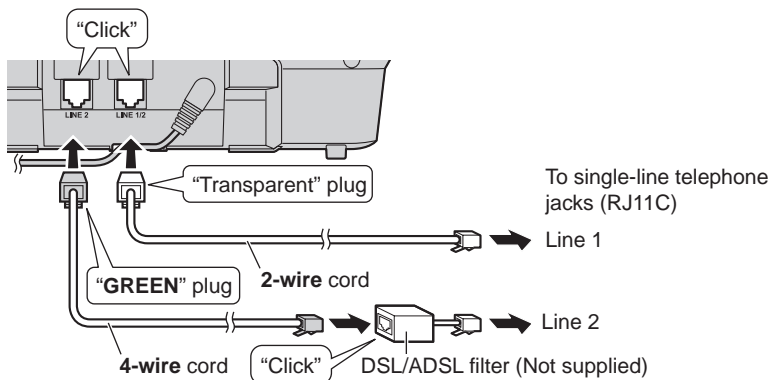 “Click”
LINE 2
LINE 1/2
“Transparent” plug
To single-line telephone
jacks (RJ11C)
Line 1
“GREEN” plug
2-wire cord
Line 2
4-wire cord
“Click”
DSL/ADSL filter (Not supplied)